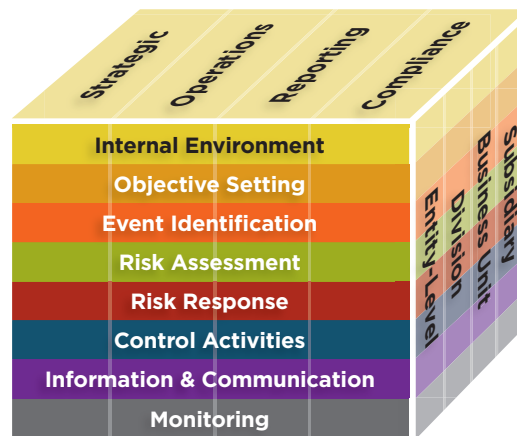 Strategic
Operations
Reporting
Compliance
Internal Environment
Objective Setting
Event Identification
Risk Assessment
Risk Response
Control Activities
Information & Communication
Monitoring
Entity-Level
Division
Business Unit
Subsidiary